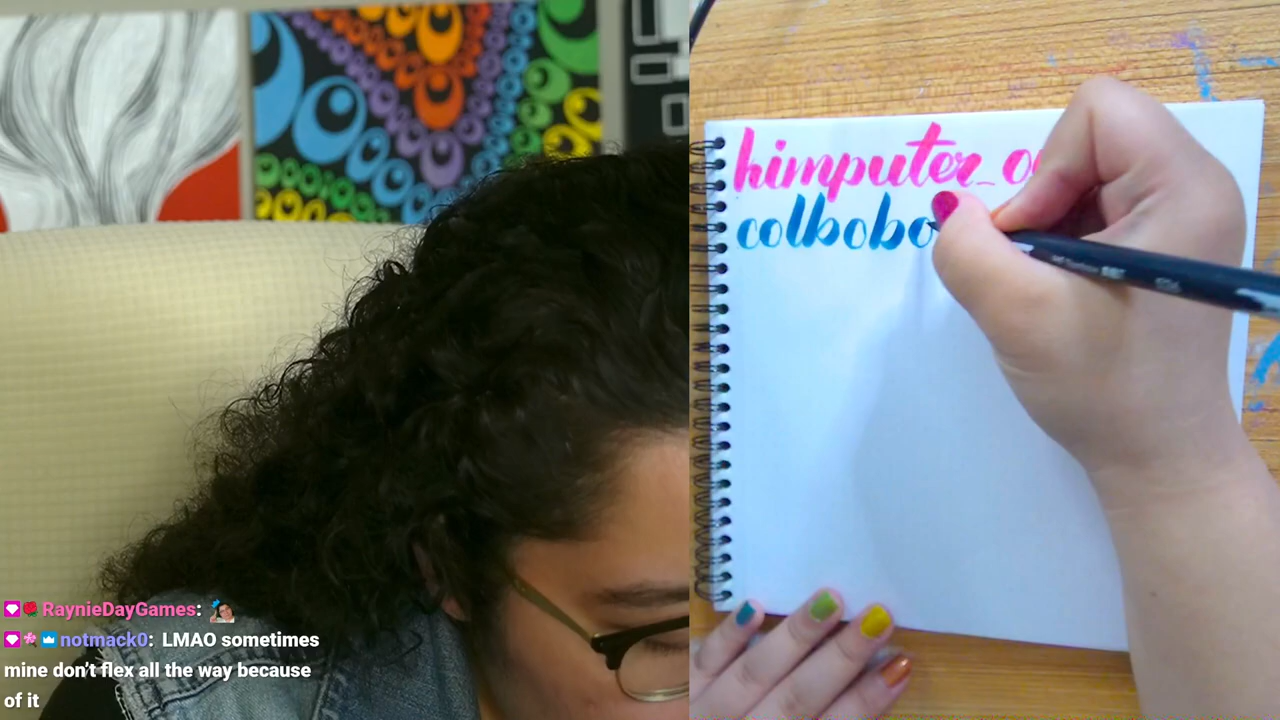 himputer_o
colbobo
RaynieDayGames:
notmack0: LMAO sometimes
mine don't flex all the way because
of it